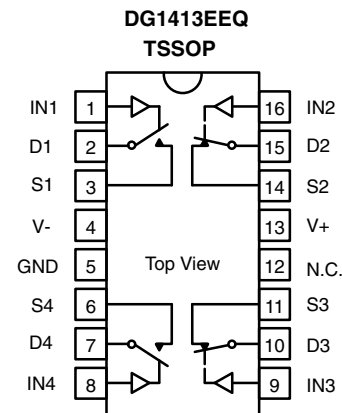 DG1413EEQ
TSSOP
IN1 1 16 IN2
D1 2 15 D2
S1 3 14 S2
V- 4 13 V+
GND 5 Top View 12 N.C.
S4 6 11 S3
D4 7 10 D3
IN4 8 9 IN3